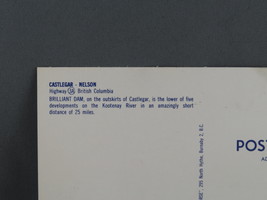 CASTLEGAR - NELSON
Highway 3A British Columbia
BRILLIANT DAM, on the outskirts of Castlegar, is the lower of five
developments on the Kootenay River in an amazingly short
distance of 25 miles.
POST
AD